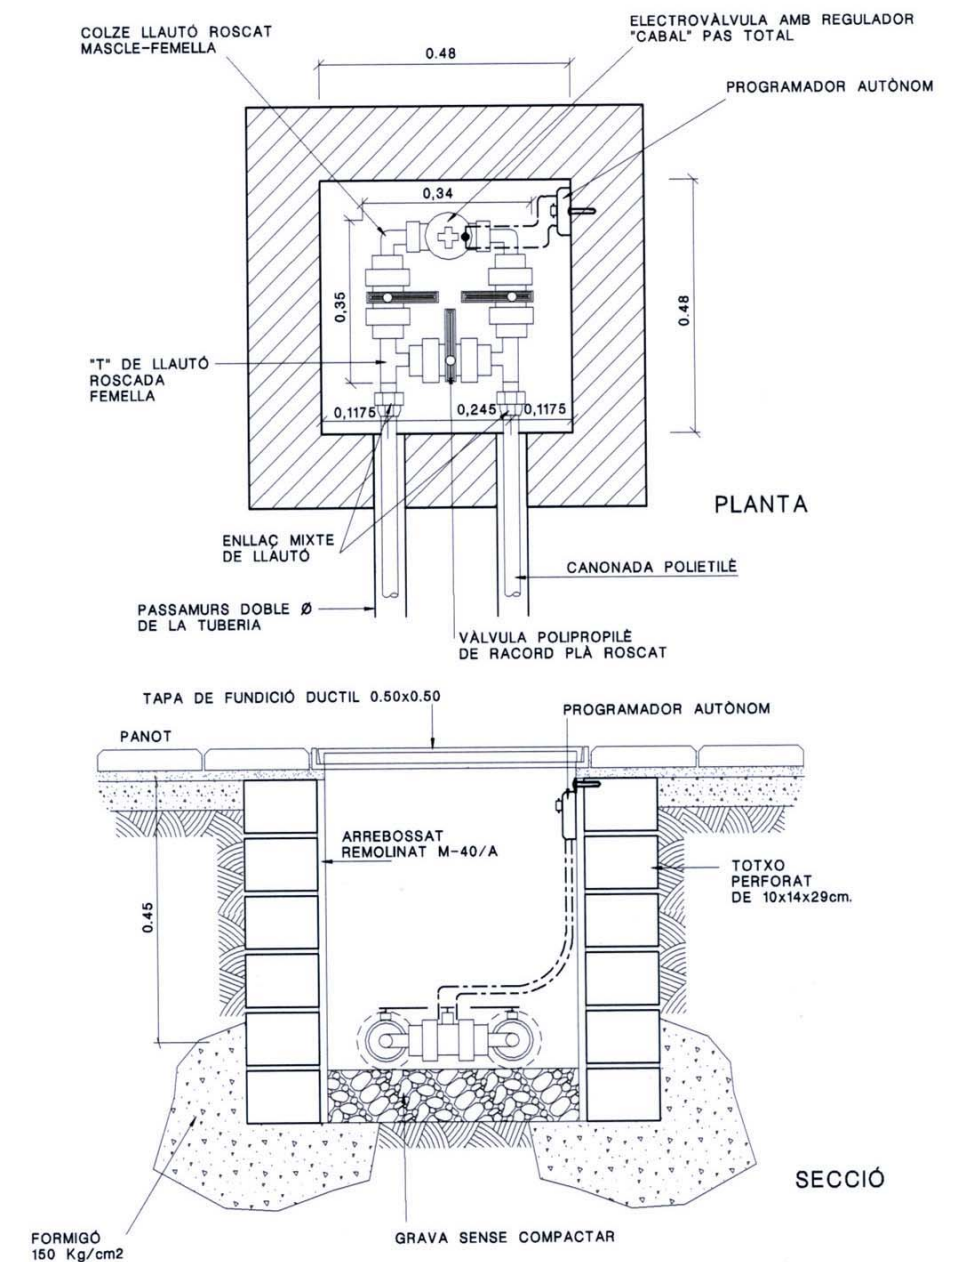 COLZE LLAUTÓ ROSCAT
MASCLE-FEMELLA
ELECTROVÀLVULA AMB REGULADOR
"CABAL" PAS TOTAL
0.48
PROGRAMADOR AUTÒNOM
0,34
0,35
0.48
"T" DE LLAUTÓ
ROSCADA
FEMELLA
0,1175
0,245
0,1175
PLANTA
ENLLAÇ MIXTE
DE LLAUTÓ
CANONADA POLIETILÈ
PASSAMURS DOBLE Ø
DE LA TUBERIA
VÀLVULA POLIPROPILÈ
DE RACORD PLÀ ROSCAT
TAPA DE FUNDICIÓ DUCTIL 0.50x0.50
PROGRAMADOR AUTÒNOM
PANOT
ARREBOSSAT
REMOLINAT M-40/A
TOTXO
PERFORAT
DE 10x14x29cm.
0.45
SECCIÓ
FORMIGÓ
150 Kg/cm2
GRAVA SENSE COMPACTAR